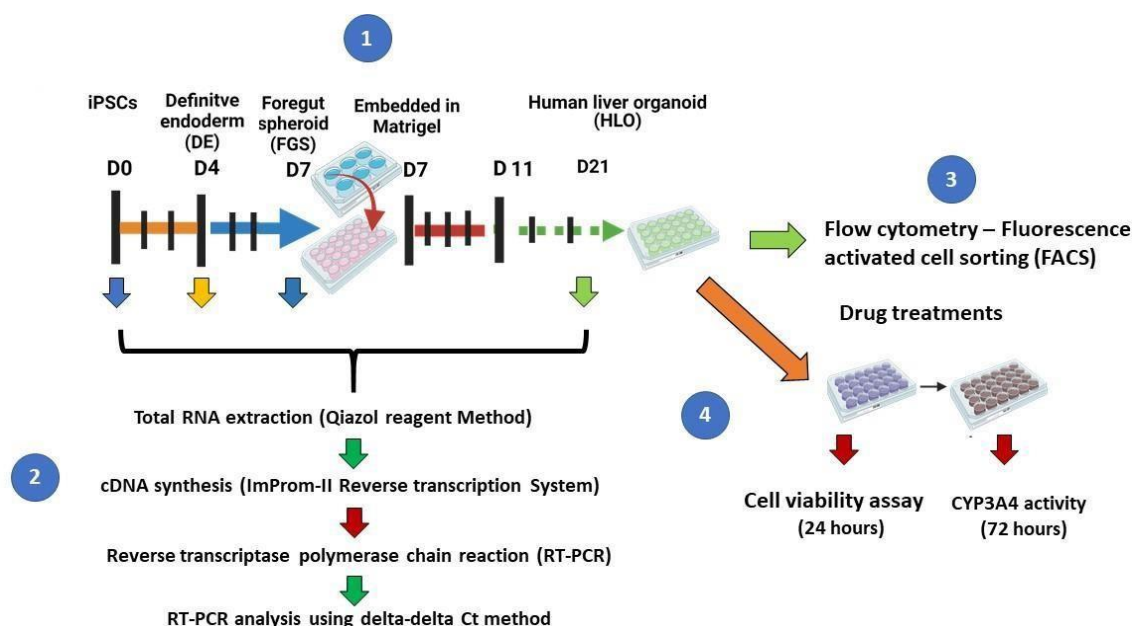 1
iPSCs
Definitve
endoderm
(DE)
Foregut
spheroid
(FGS)
Embedded in
Matrigel
Human liver organoid
(HLO)
D0
D4
D7
D7
D 11
D21
3
Flow cytometry – Fluorescence
activated cell sorting (FACS)
Drug treatments
4
Cell viability assay
(24 hours)
CYP3A4 activity
(72 hours)
2
Total RNA extraction (Qiazol reagent Method)
cDNA synthesis (ImProm-II Reverse transcription System)
Reverse transcriptase polymerase chain reaction (RT-PCR)
RT-PCR analysis using delta-delta Ct method